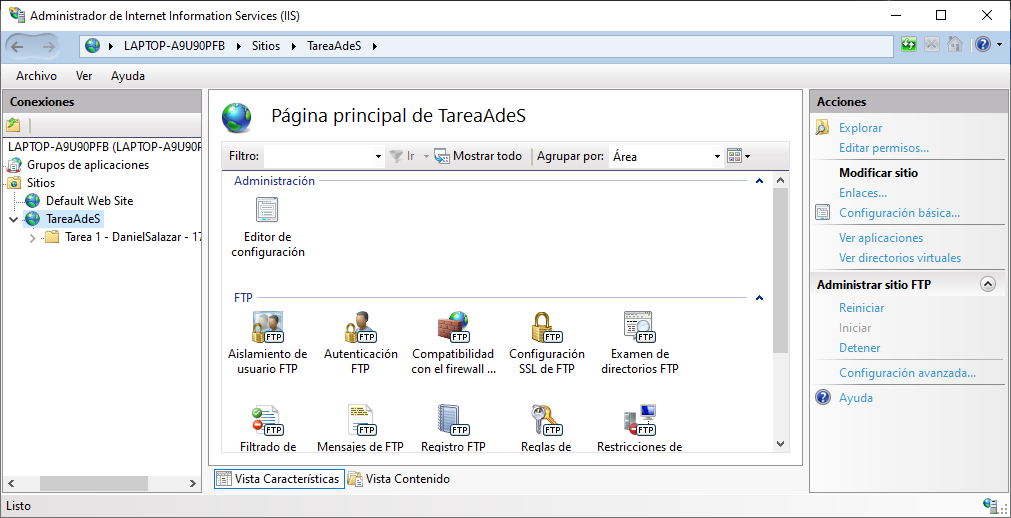 Administrador de Internet Information Services (IIS)
LAPTOP-A9U90PFB
Sitios
TareaAdeS
Archivo
Ver
Ayuda
Conexiones
LAPTOP-A9U90PFB (LAPTOP-A9U90P
Grupos de aplicaciones
Sitios
Default Web Site
TareaAdeS
Tarea 1 - DanielSalazar - 17
Página principal de TareaAdeS
Filtro:
Ir
Mostrar todo
Agrupar por:
Área
Administración
Editor de
configuración
FTP
FTP
FTP
FTP
FTP
FTP
Aislamiento de
usuario FTP
Autenticación
FTP
Compatibilidad
con el firewall ...
Configuración
SSL de FTP
Examen de
directorios FTP
FTP
FTP
FTP
FTP
FTP
Filtrado de
Mensajes de FTP
Registro FTP
Reglas de
Restricciones de
Vista Características
Vista Contenido
Acciones
Explorar
Editar permisos...
Modificar sitio
Enlaces...
Configuración básica...
Ver aplicaciones
Ver directorios virtuales
Administrar sitio FTP
Reiniciar
Iniciar
Detener
Configuración avanzada...
Ayuda
Listo